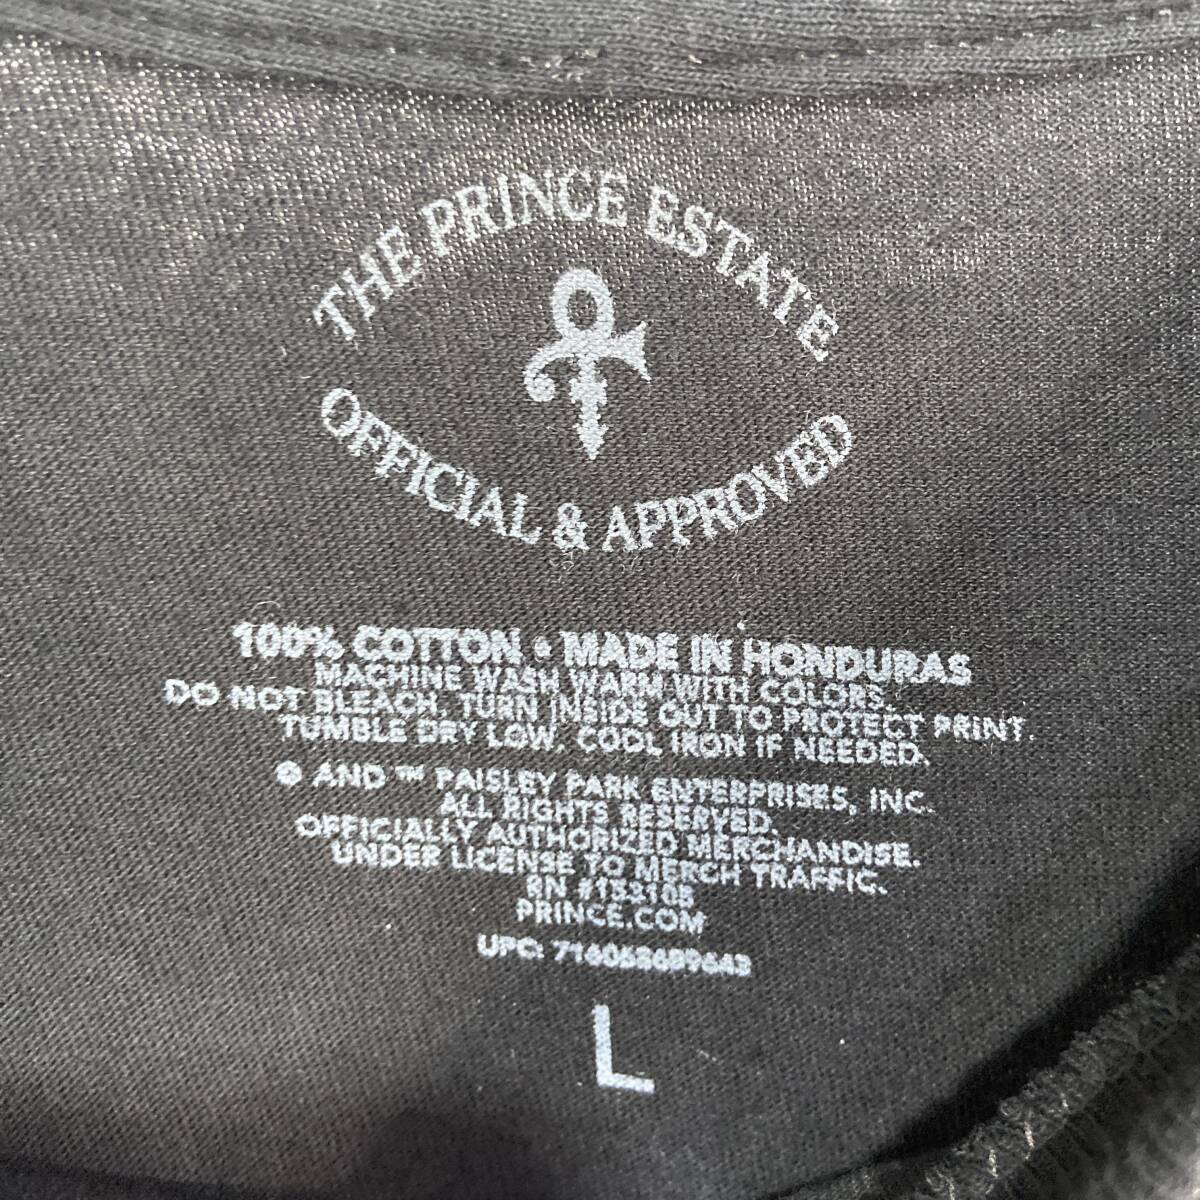 THE PRINCE ESTATE
OFFICIAL & APPROVED
100% COTTON • MADE IN HONDURAS
MACHINE WASH WARM WITH COLORS.
DO NOT BLEACH. TURN INSIDE OUT TO PROTECT PRINT.
TUMBLE DRY LOW. COOL IRON IF NEEDED.
© AND ™ PAISLEY PARK ENTERPRISES, INC.
ALL RIGHTS RESERVED.
OFFICIALLY AUTHORIZED MERCHANDISE.
UNDER LICENSE TO MERCH TRAFFIC.
RN
PRINCE.COM
UPC:
L